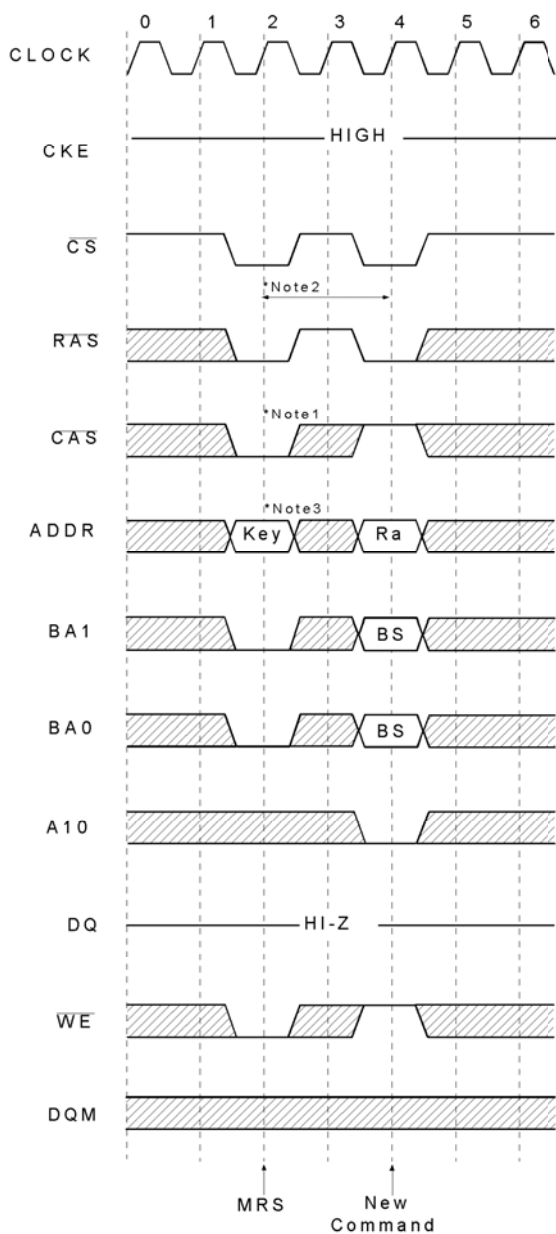 0 1 2 3 4 5 6
CLOCK
CKE
HIGH
CS
*Note2
RAS
*Note1
CAS
*Note3
ADDR
Key
Ra
BA1
BS
BA0
BS
A10
DQ
HI-Z
WE
DQM
MRS
New
Command